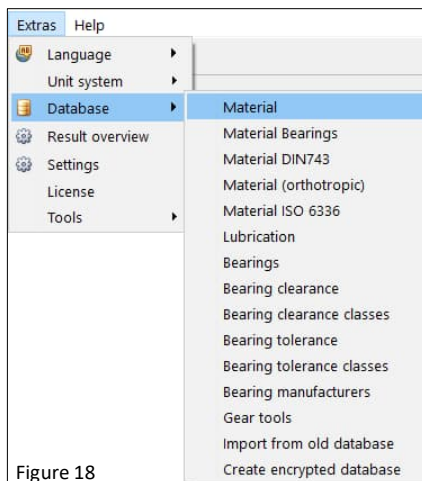 Extras Help
Language
Unit system
Database
Result overview
Settings
License
Tools
Material
Material Bearings
Material DIN743
Material (orthotropic)
Material ISO 6336
Lubrication
Bearings
Bearing clearance
Bearing clearance classes
Bearing tolerance
Bearing tolerance classes
Bearing manufacturers
Gear tools
Import from old database
Create encrypted database
Figure 18